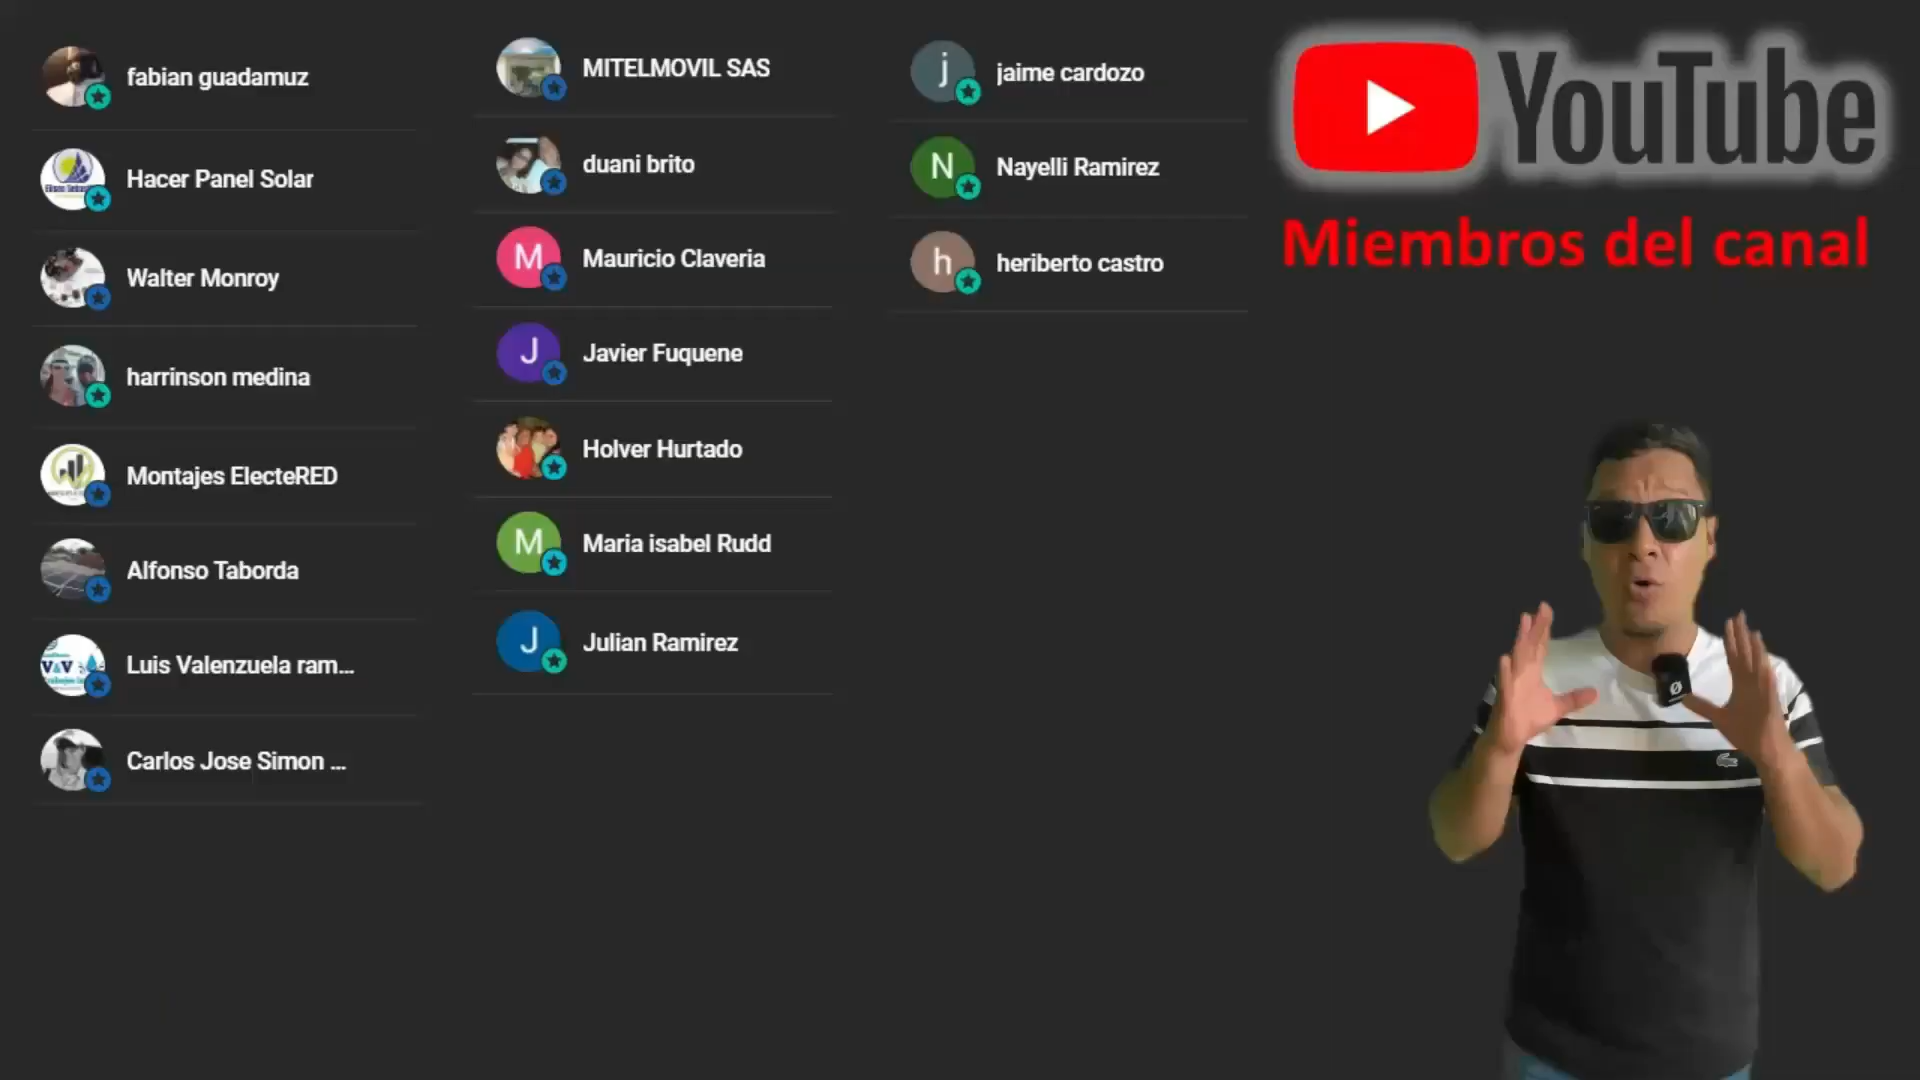 fabian guadamuz
Hacer Panel Solar
Walter Monroy
harrinson medina
Montajes ElecteRED
Alfonso Taborda
V&V
Luis Valenzuela ram...
Carlos Jose Simon ...
MITELMOVIL SAS
duani brito
M
Mauricio Claveria
J
Javier Fuquene
Holver Hurtado
M
Maria isabel Rudd
J
Julian Ramirez
j
jaime cardozo
N
Nayelli Ramirez
h
heriberto castro
YouTube
Miembros del canal